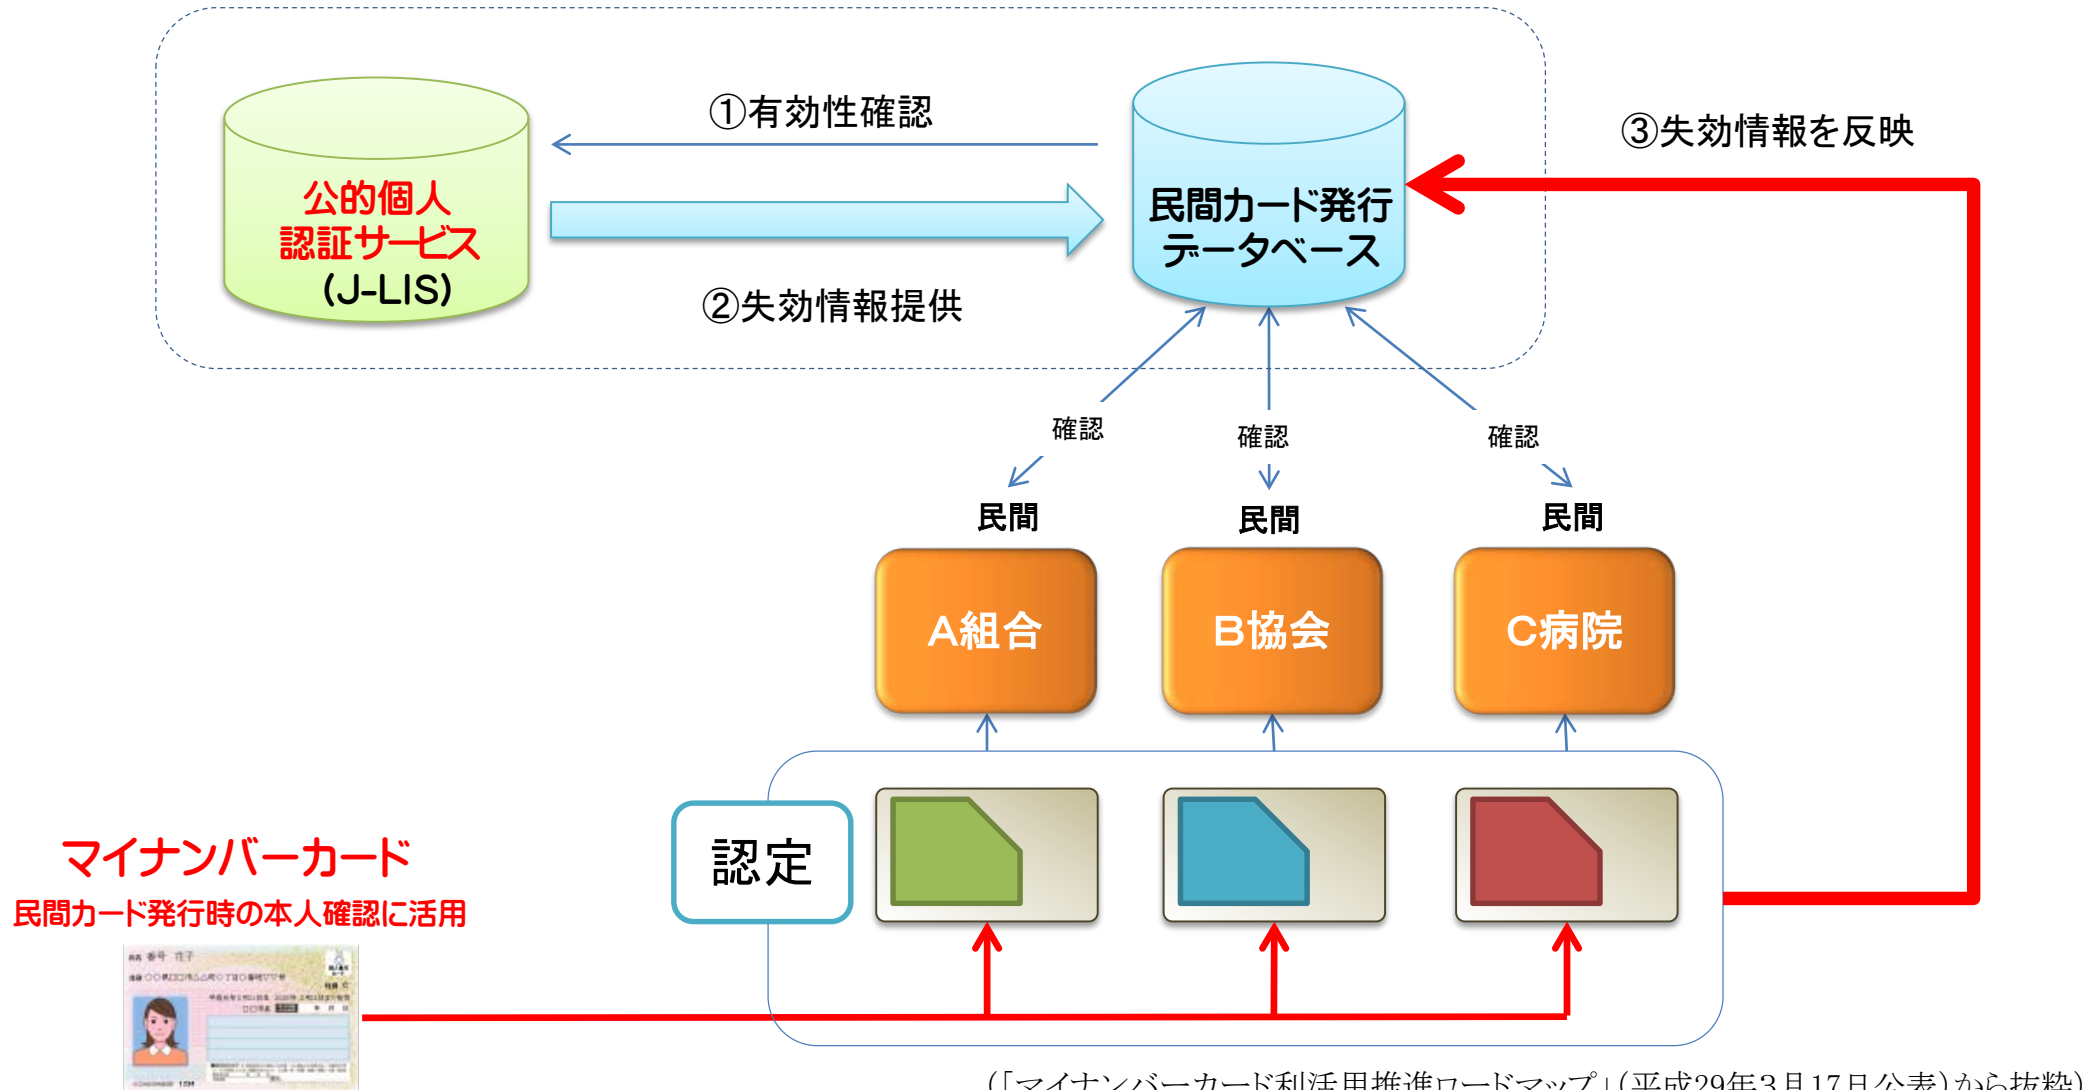 ①有効性確認
③失効情報を反映
公的個人
認証サービス
(J-LIS)
民間カード発行
データベース
②失効情報提供
確認
確認
確認
民間
民間
民間
A組合
B協会
C病院
認定
マイナンバーカード
民間カード発行時の本人確認に活用
番号 花子
1234
(「マイナンバーカード利活用推進ロードマップ」(平成29年3月17日公表)から抜粋)